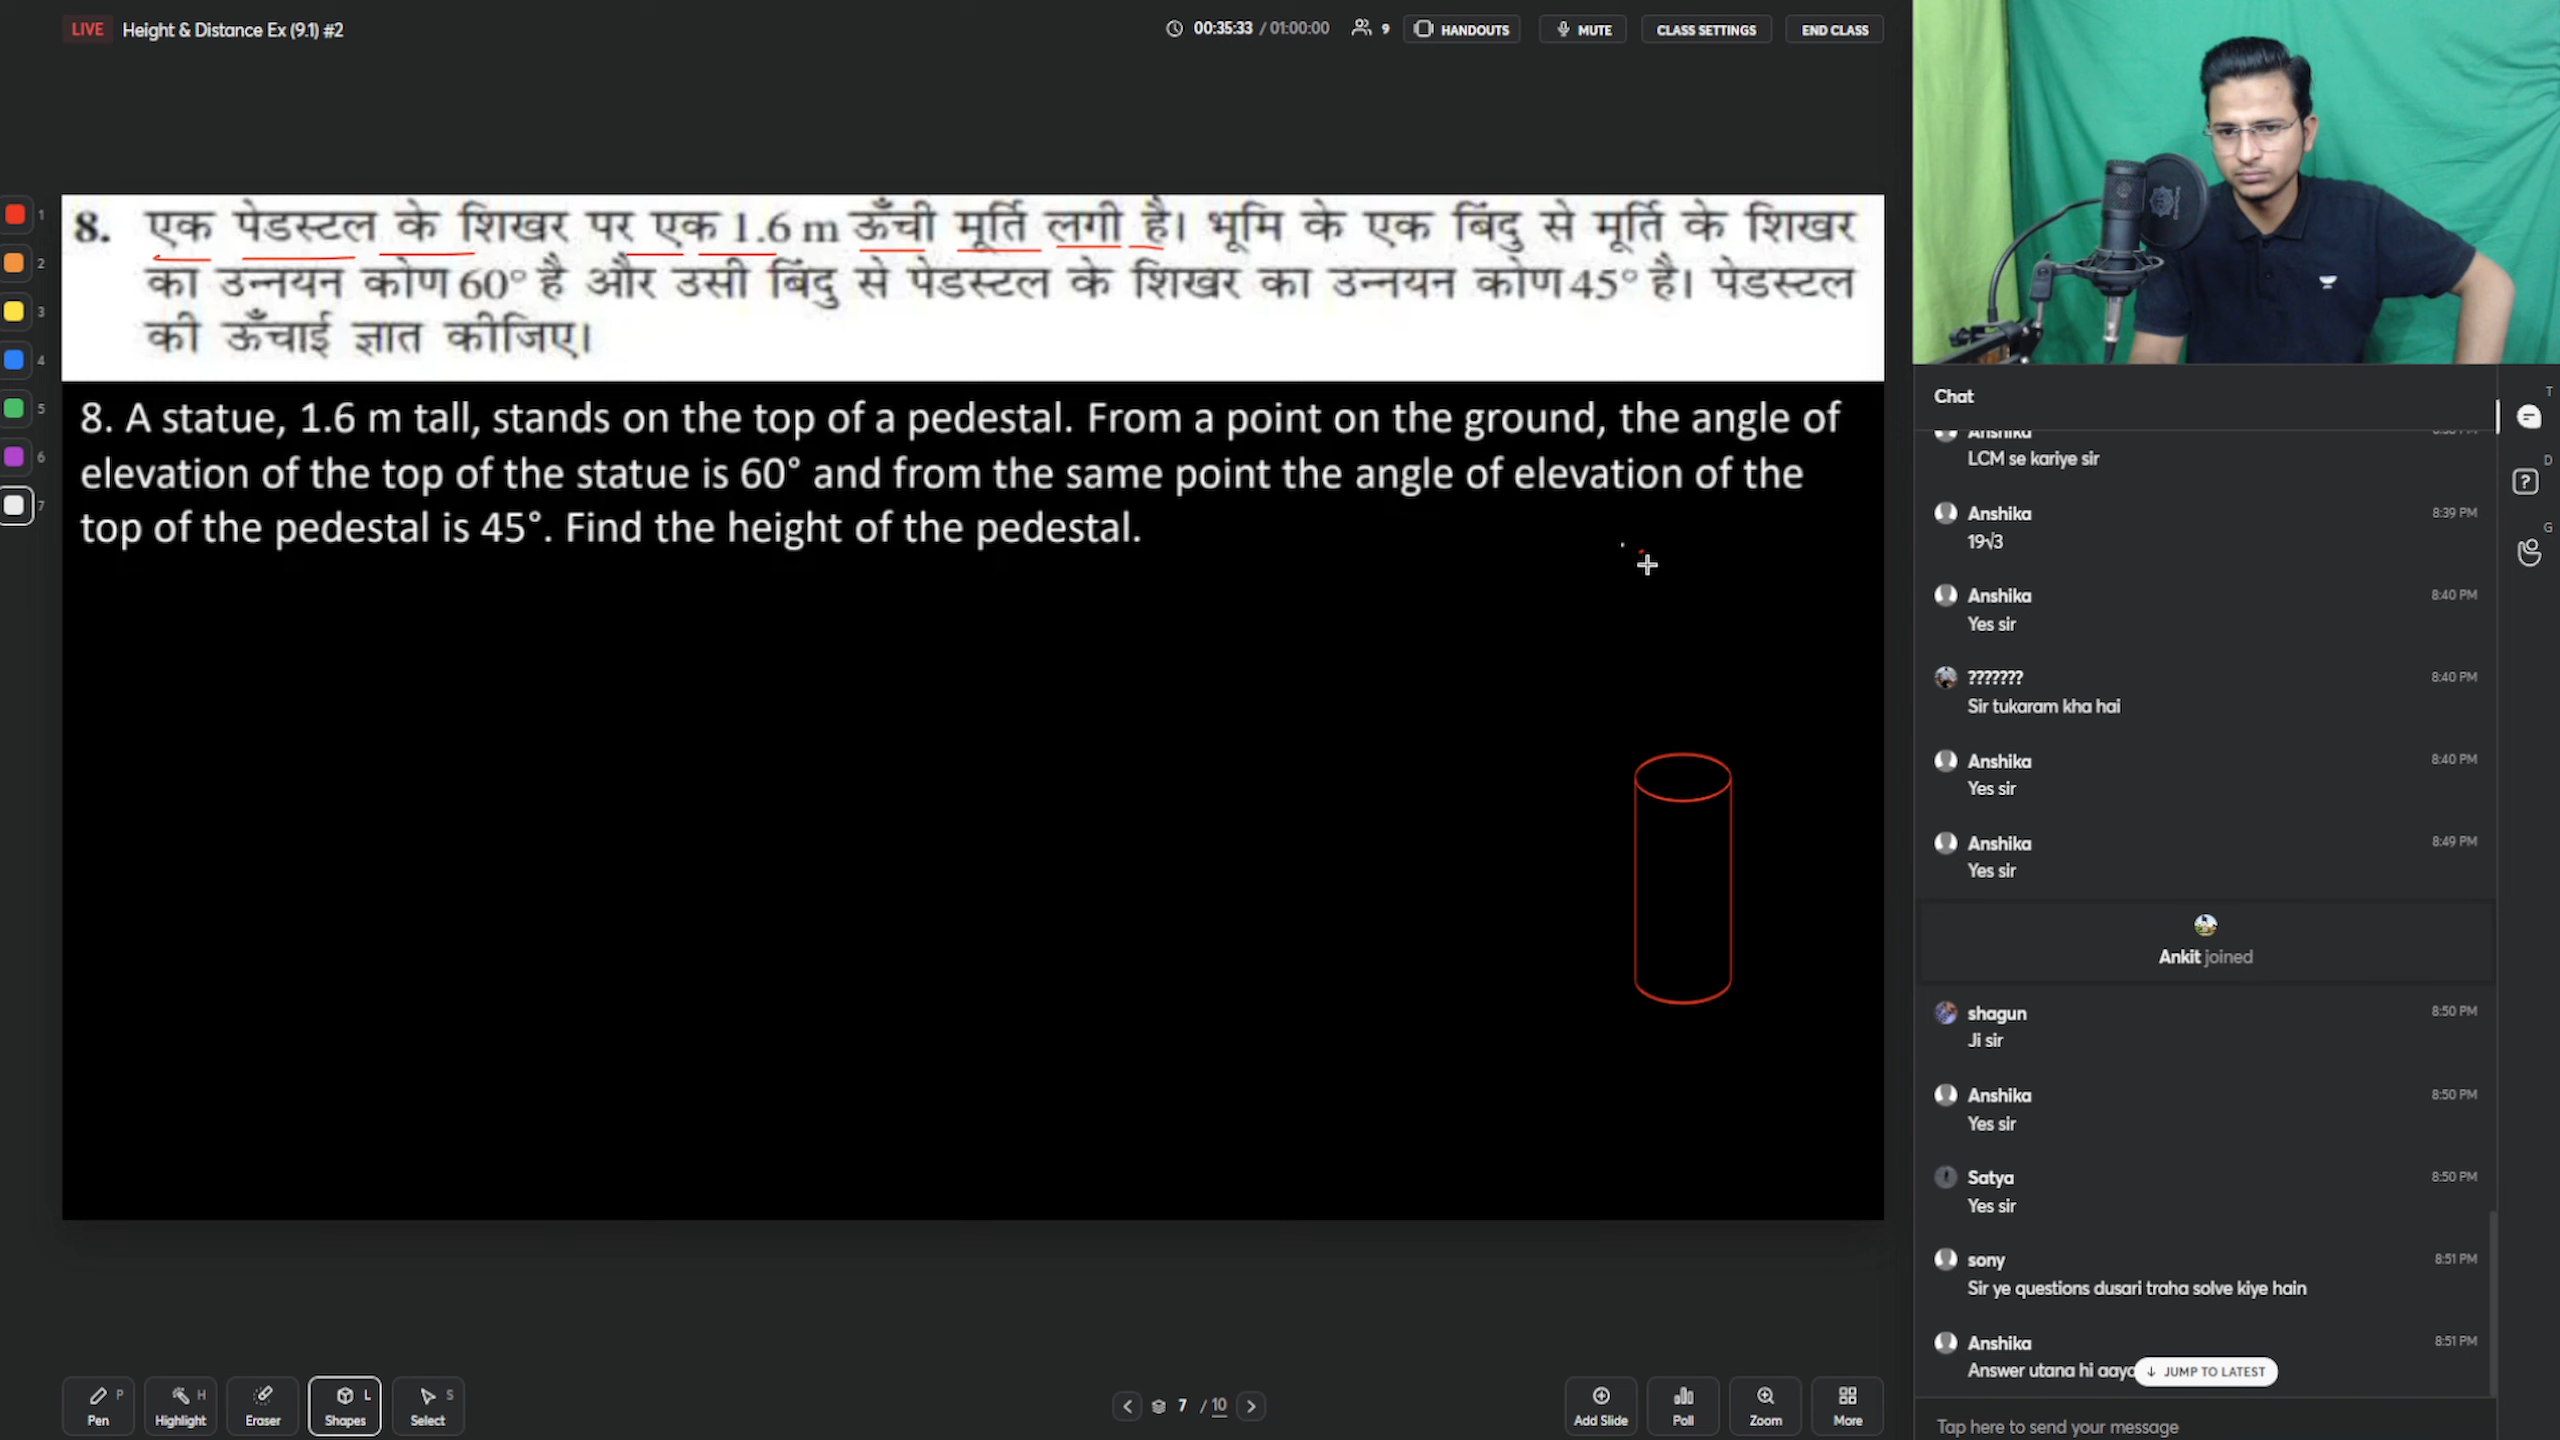 LIVE Height & Distance Ex (9.1) #2
00:35:33 / 01:00:00 9 HANDOUTS MUTE CLASS SETTINGS END CLASS
8. एक पेडस्टल के शिखर पर एक 1.6 m ऊँची मूर्ति लगी है। भूमि के एक बिंदु से मूर्ति के शिखर
का उन्नयन कोण 60° है और उसी बिंदु से पेडस्टल के शिखर का उन्नयन कोण 45° है। पेडस्टल
की ऊँचाई ज्ञात कीजिए।
8. A statue, 1.6 m tall, stands on the top of a pedestal. From a point on the ground, the angle of
elevation of the top of the statue is 60° and from the same point the angle of elevation of the
top of the pedestal is 45°. Find the height of the pedestal.
1
2
3
4
5
6
7
Pen P
Highlight H
Eraser
Shapes L
Select S
7 / 10
Add Slide
Poll
Zoom
More
Chat
Anshika
LCM se kariye sir
Anshika 8:39 PM
19√3
Anshika 8:40 PM
Yes sir
??????? 8:40 PM
Sir tukaram kha hai
Anshika 8:40 PM
Yes sir
Anshika 8:49 PM
Yes sir
Ankit joined
shagun 8:50 PM
Ji sir
Anshika 8:50 PM
Yes sir
Satya 8:50 PM
Yes sir
sony 8:51 PM
Sir ye questions dusari traha solve kiye hain
Anshika 8:51 PM
Answer utana hi
JUMP TO LATEST
Tap here to send your message
T
D
?
G